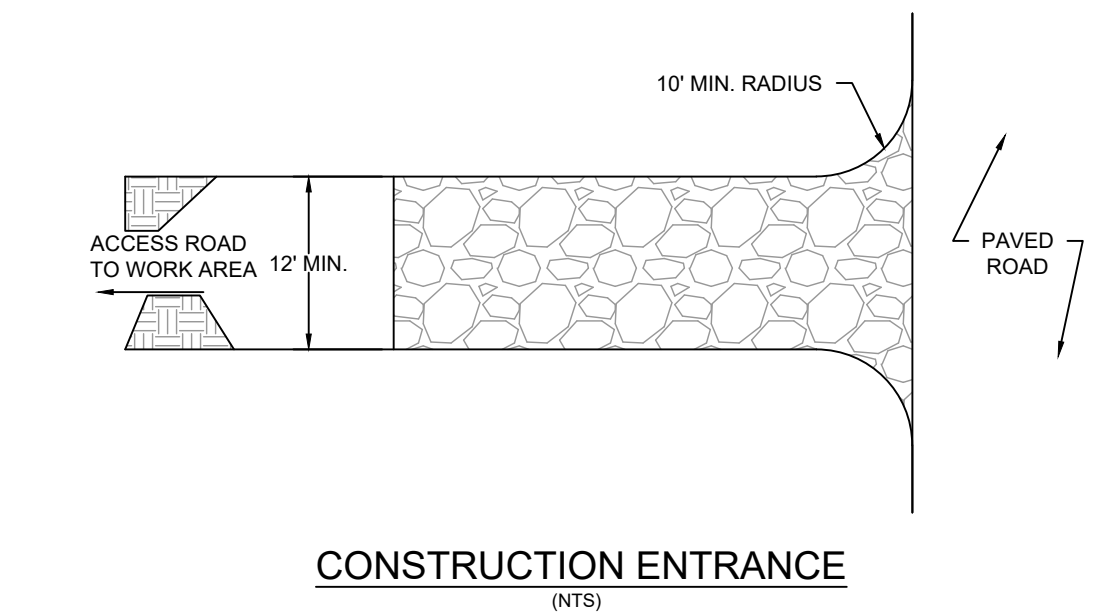 10' MIN. RADIUS
ACCESS ROAD
TO WORK AREA
12' MIN.
PAVED
ROAD
CONSTRUCTION ENTRANCE
(NTS)